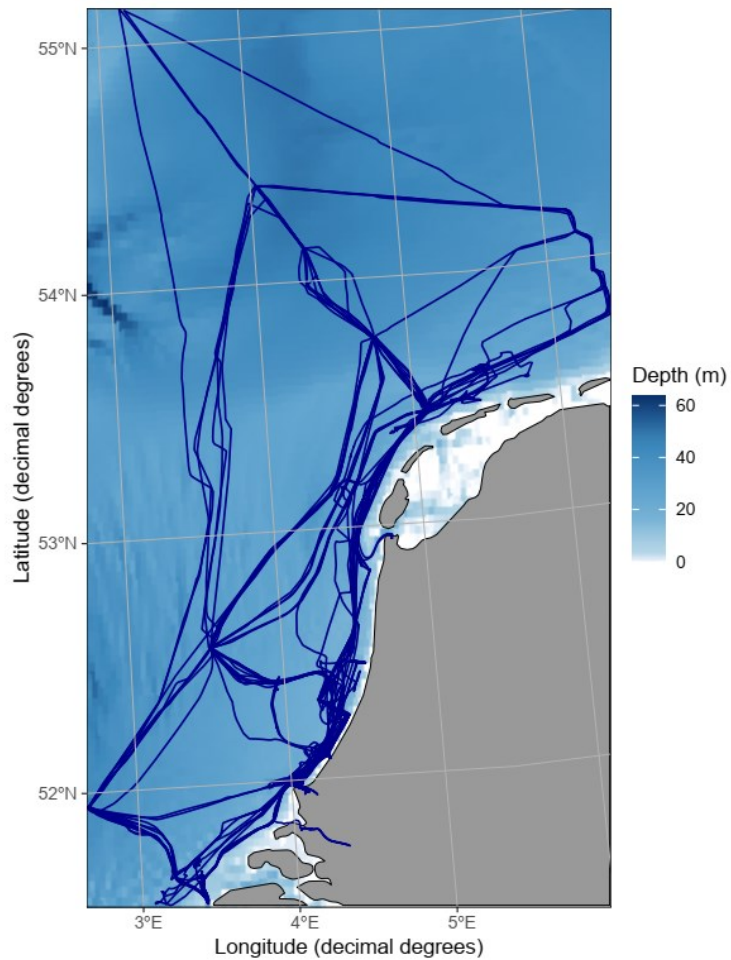 55°N
54°N
53°N
52°N
Latitude (decimal degrees)
3°E
4°E
5°E
Longitude (decimal degrees)
Depth (m)
60
40
20
0